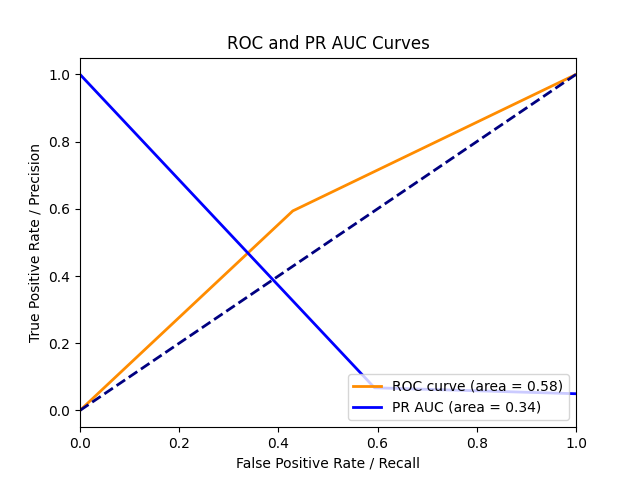 ROC and PR AUC Curves
True Positive Rate / Precision
1.0
0.8
0.6
0.4
0.2
0.0
ROC curve (area = 0.58)
PR AUC (area = 0.34)
0.0 0.2 0.4 0.6 0.8 1.0
False Positive Rate / Recall